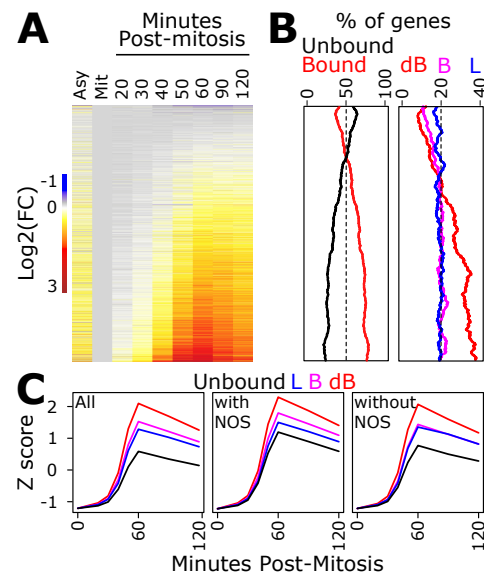 A
Minutes
Post-mitosis
Asy
Mit
20
30
40
50
60
90
120
Log2(FC)
-1
0
3
B
% of genes
Unbound
Bound
dB B L
0 50 100
0 20 40
C
Unbound L B dB
All
with
NOS
without
NOS
Z score
2
1
0
-1
0 60 120
0 60 120
0 60 120
Minutes Post-Mitosis